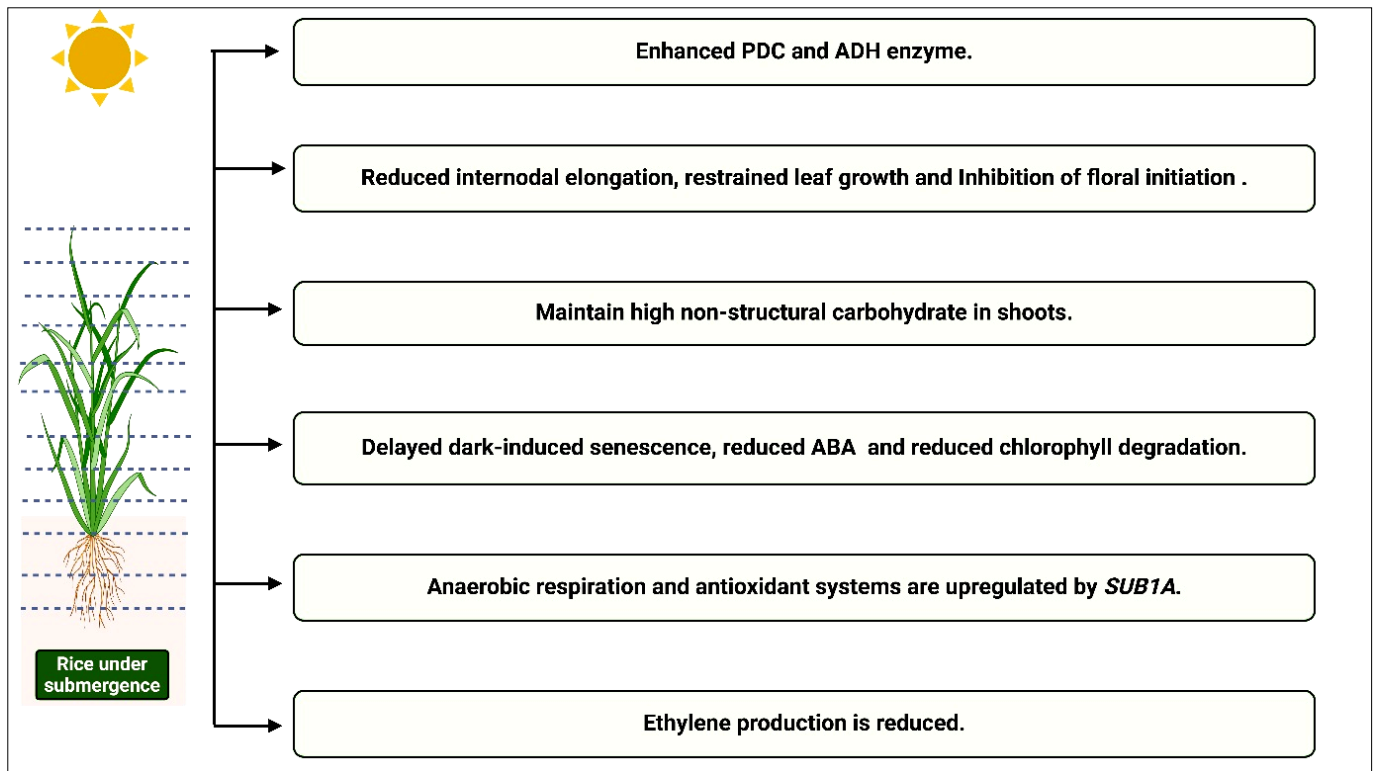 Enhanced PDC and ADH enzyme.
Reduced internodal elongation, restrained leaf growth and Inhibition of floral initiation .
Maintain high non-structural carbohydrate in shoots.
Delayed dark-induced senescence, reduced ABA and reduced chlorophyll degradation.
Anaerobic respiration and antioxidant systems are upregulated by SUB1A.
Rice under
submergence
Ethylene production is reduced.